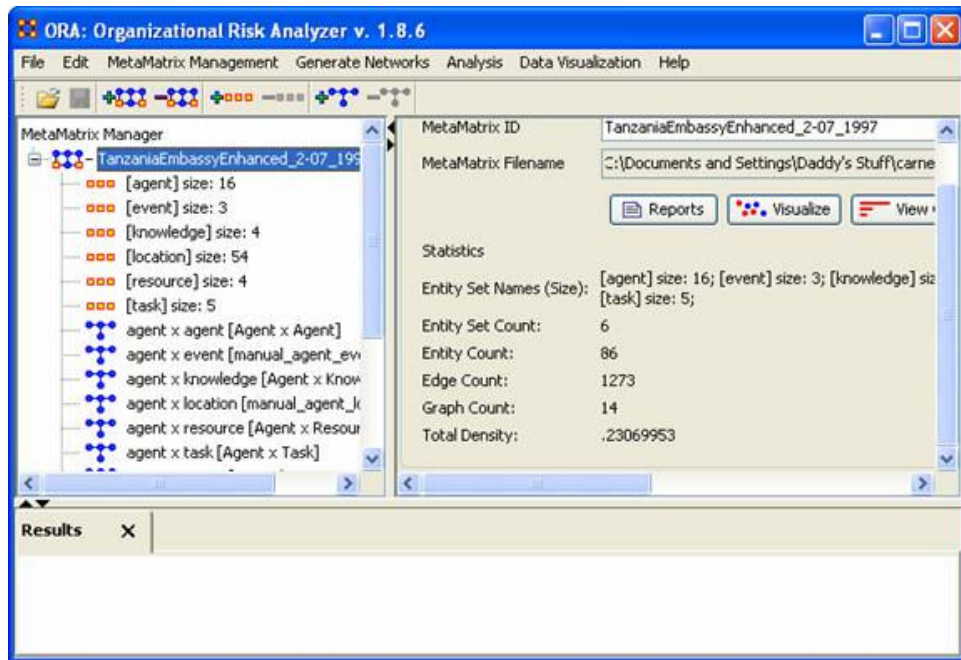 ORA: Organizational Risk Analyzer v. 1.8.6
File Edit MetaMatrix Management Generate Networks Analysis Data Visualization Help
MetaMatrix Manager
TanzaniaEmbassyEnhanced_2-07_199
[agent] size: 16
[event] size: 3
[knowledge] size: 4
[location] size: 54
[resource] size: 4
[task] size: 5
agent x agent [Agent x Agent]
agent x event [manual_agent_eve
agent x knowledge [Agent x Know
agent x location [manual_agent_lo
agent x resource [Agent x Resour
agent x task [Agent x Task]
MetaMatrix ID TanzaniaEmbassyEnhanced_2-07_1997
MetaMatrix Filename C:\Documents and Settings\Daddy's Stuff\carne
Reports Visualize View
Statistics
Entity Set Names (Size): [agent] size: 16; [event] size: 3; [knowledge] siz
[task] size: 5;
Entity Set Count: 6
Entity Count: 86
Edge Count: 1273
Graph Count: 14
Total Density: .23069953
Results X